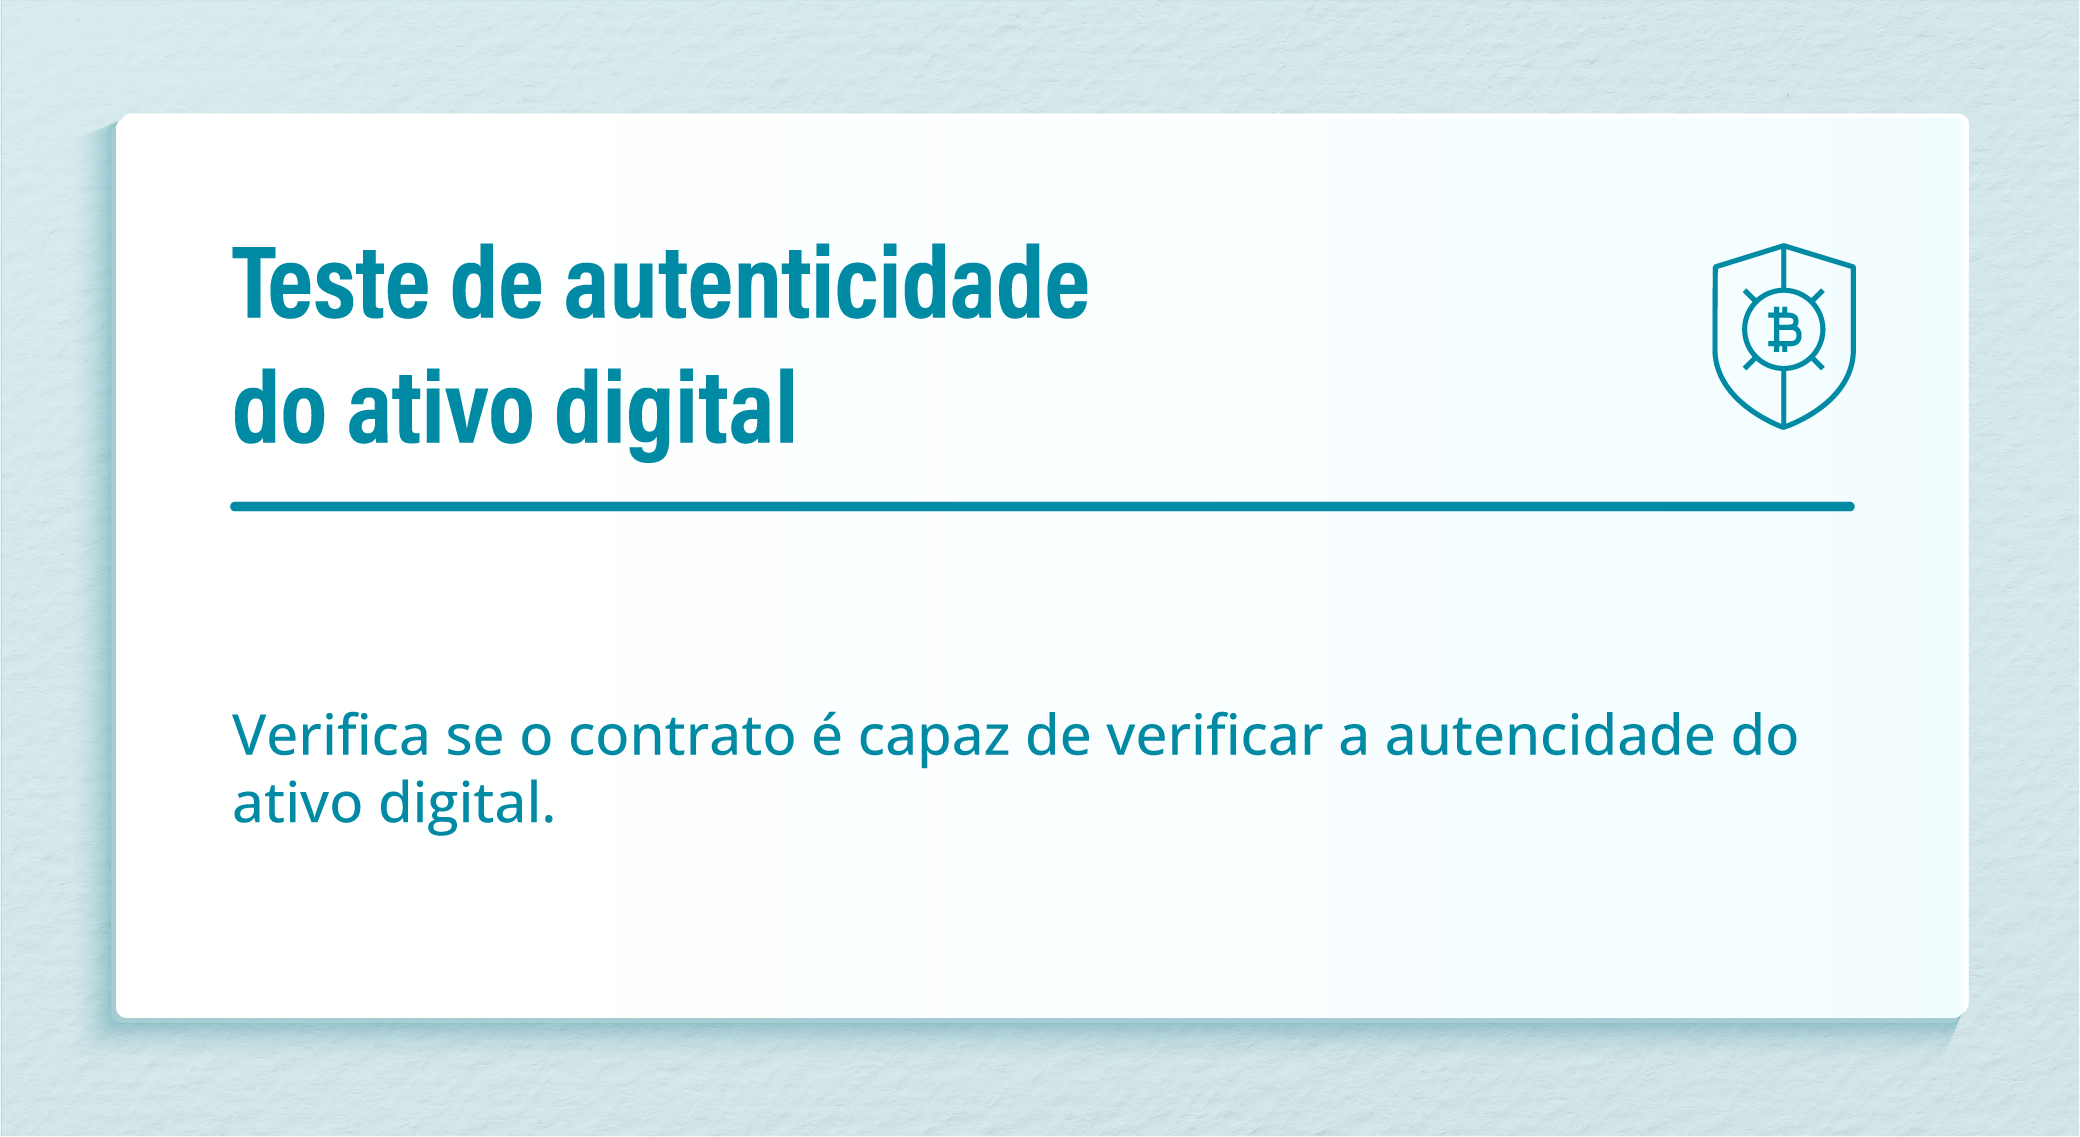 Teste de autenticidade
do ativo digital
Verifica se o contrato é capaz de verificar a autencidade do
ativo digital.